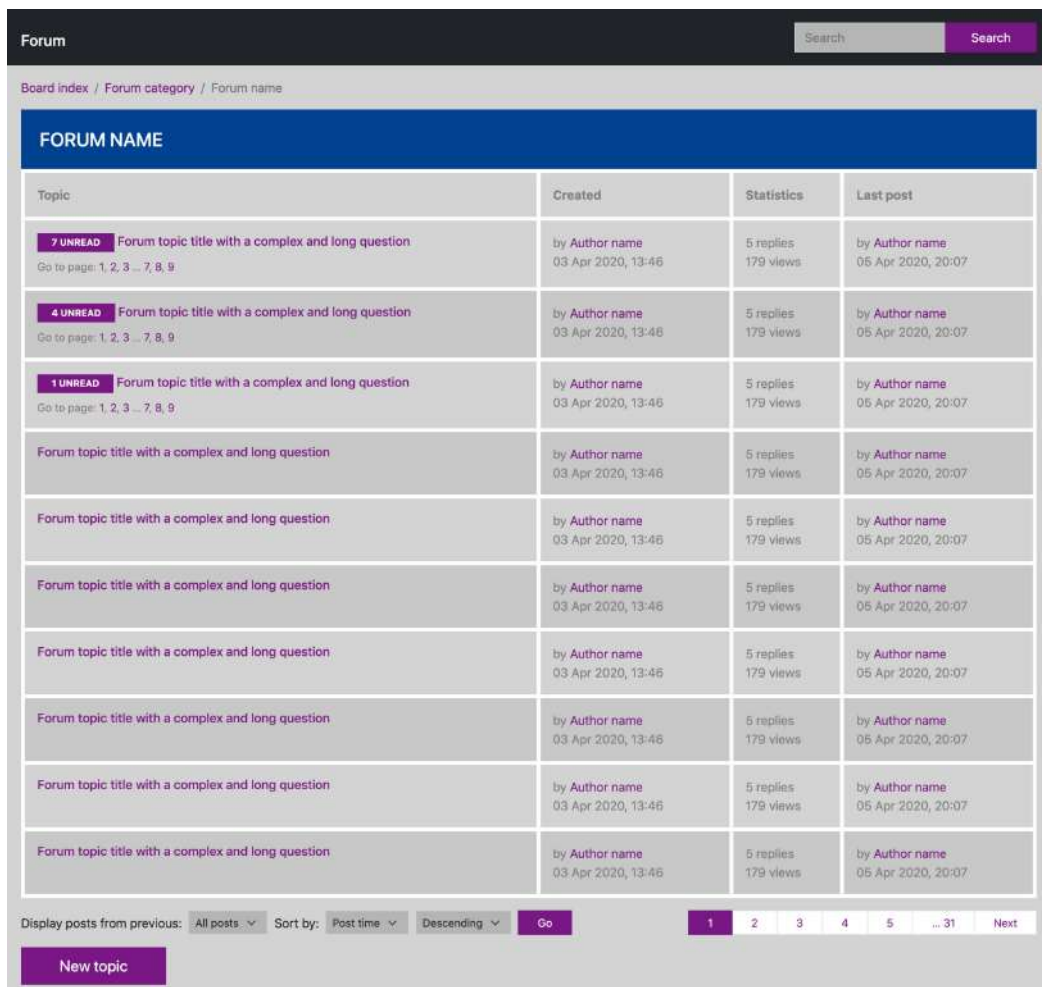 Forum
Search Search
Board index / Forum category / Forum name
FORUM NAME
Topic Created Statistics Last post
7 UNREAD Forum topic title with a complex and long question by Author name 5 replies by Author name
Go to page: 1, 2, 3 ... 7, 8, 9 03 Apr 2020, 13:46 179 views 05 Apr 2020, 20:07
4 UNREAD Forum topic title with a complex and long question by Author name 5 replies by Author name
Go to page: 1, 2, 3 ... 7, 8, 9 03 Apr 2020, 13:46 179 views 05 Apr 2020, 20:07
1 UNREAD Forum topic title with a complex and long question by Author name 5 replies by Author name
Go to page: 1, 2, 3 ... 7, 8, 9 03 Apr 2020, 13:46 179 views 05 Apr 2020, 20:07
Forum topic title with a complex and long question by Author name 5 replies by Author name
03 Apr 2020, 13:46 179 views 05 Apr 2020, 20:07
Forum topic title with a complex and long question by Author name 5 replies by Author name
03 Apr 2020, 13:46 179 views 05 Apr 2020, 20:07
Forum topic title with a complex and long question by Author name 5 replies by Author name
03 Apr 2020, 13:46 179 views 05 Apr 2020, 20:07
Forum topic title with a complex and long question by Author name 5 replies by Author name
03 Apr 2020, 13:46 179 views 05 Apr 2020, 20:07
Forum topic title with a complex and long question by Author name 5 replies by Author name
03 Apr 2020, 13:46 179 views 05 Apr 2020, 20:07
Forum topic title with a complex and long question by Author name 5 replies by Author name
03 Apr 2020, 13:46 179 views 05 Apr 2020, 20:07
Forum topic title with a complex and long question by Author name 5 replies by Author name
03 Apr 2020, 13:46 179 views 05 Apr 2020, 20:07
Display posts from previous: All posts Sort by: Post time Descending Go 1 2 3 4 5 ... 31 Next
New topic